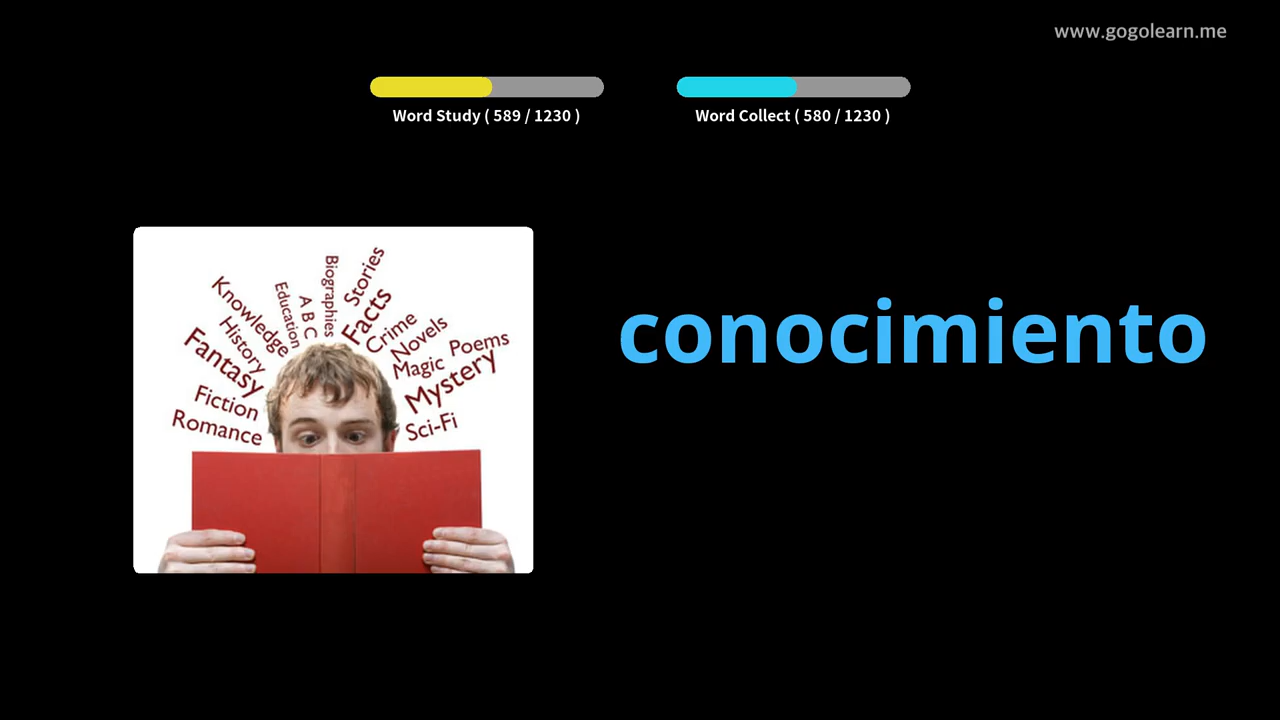 www.gogolearn.me
Word Study ( 589 / 1230 )
Word Collect ( 580 / 1230 )
Knowledge
Education
A B C
Biographies
Stories
Facts
Crime
Novels
Poems
History
Magic
Fantasy
Mystery
Fiction
Sci-Fi
Romance
conocimiento